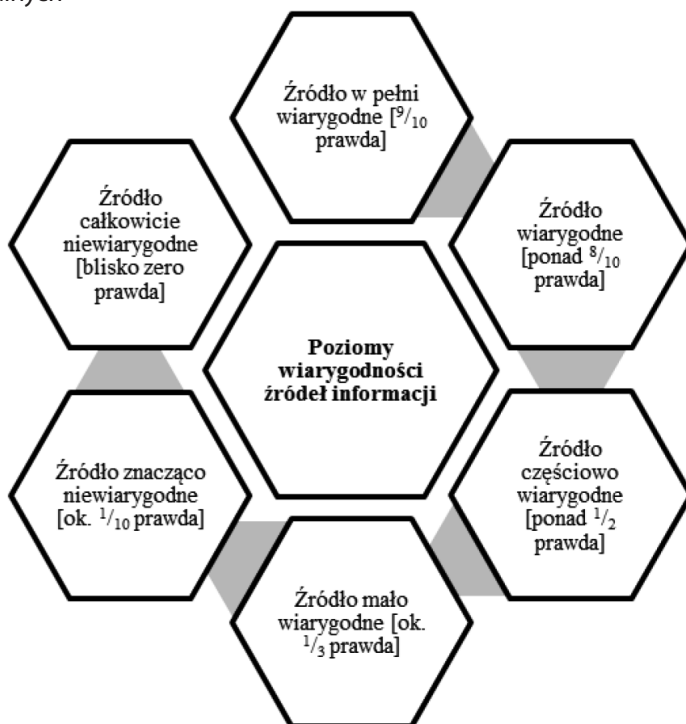 Źródło w pełni
wiarygodne [9/10
prawda]
Źródło
wiarygodne
[ponad 8/10
prawda]
Źródło
częściowo
wiarygodne
[ponad 1/2
prawda]
Źródło mało
wiarygodne [ok.
1/3 prawda]
Źródło znacząco
niewiarygodne
[ok. 1/10 prawda]
Źródło
całkowicie
niewiarygodne
[blisko zero
prawda]
Poziomy
wiarygodności
źródeł informacji